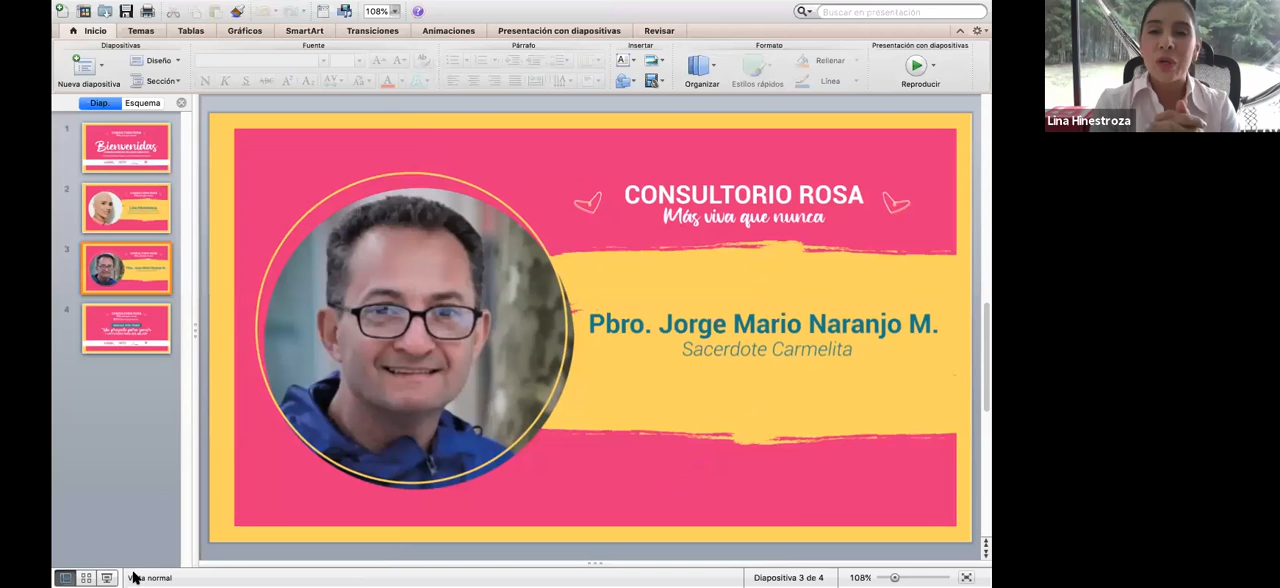 108%
Buscar en presentación
Inicio
Temas
Tablas
Gráficos
SmartArt
Transiciones
Animaciones
Presentación con diapositivas
Revisar
Diapositivas
Fuente
Párrafo
Insertar
Formato
Presentación con diapositivas
Nueva diapositiva
Diseño
Sección
Organizar
Estilos rápidos
Rellenar
Línea
Reproducir
Diap.
Esquema
1
Bienvenidas
2
3
4
CONSULTORIO ROSA
Más viva que nunca
Pbro. Jorge Mario Naranjo M.
Sacerdote Carmelita
Lina Hinestroza
normal
Diapositiva 3 de 4
108%